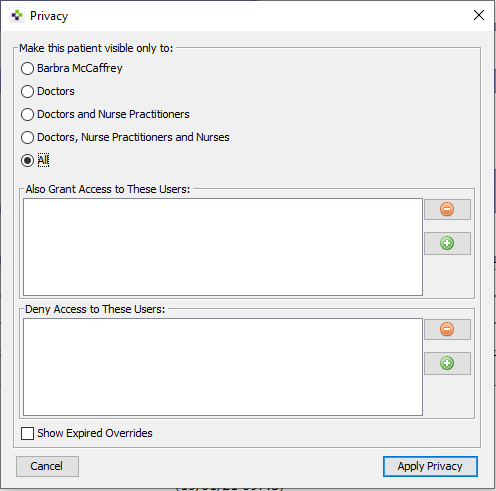 Privacy
Make this patient visible only to:
Barbra McCaffrey
Doctors
Doctors and Nurse Practitioners
Doctors, Nurse Practitioners and Nurses
All
Also Grant Access to These Users:
Deny Access to These Users:
Show Expired Overrides
Cancel
Apply Privacy